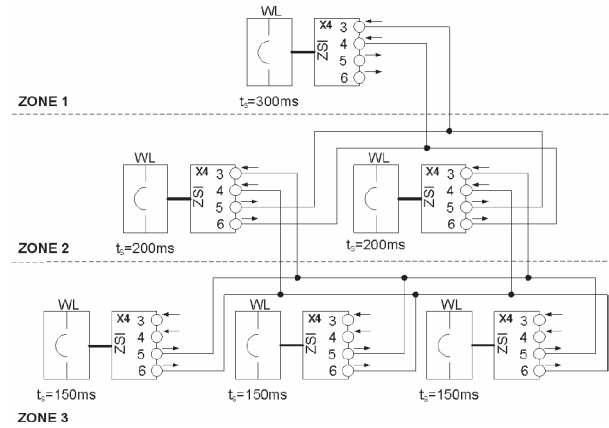 WL X4 3
ZSI 4
5
6
ZONE 1
ts=300ms
WL X4 3 WL X4 3
ZSI 4 ZSI 4
5 5
6 6
ZONE 2
ts=200ms ts=200ms
WL X4 3 WL X4 3 WL X4 3
ZSI 4 ZSI 4 ZSI 4
5 5 5
6 6 6
ts=150ms ts=150ms ts=150ms
ZONE 3